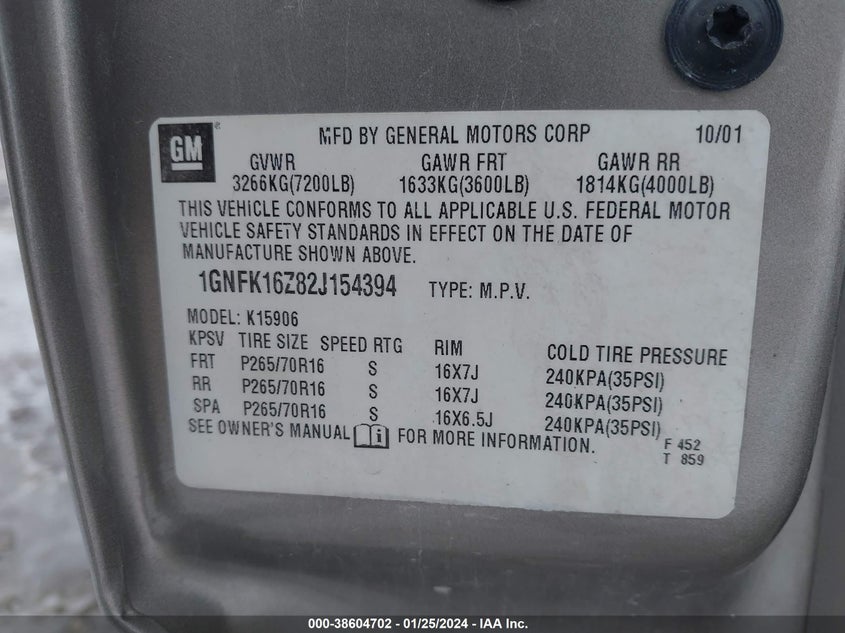 GM
MFD BY GENERAL MOTORS CORP 10/01
GVWR GAWR FRT GAWR RR
3266KG(7200LB) 1633KG(3600LB) 1814KG(4000LB)
THIS VEHICLE CONFORMS TO ALL APPLICABLE U.S. FEDERAL MOTOR
VEHICLE SAFETY STANDARDS IN EFFECT ON THE DATE OF
MANUFACTURE SHOWN ABOVE.
1GNFK16Z82J154394 TYPE: M.P.V.
MODEL: K15906
KPSV TIRE SIZE SPEED RTG RIM COLD TIRE PRESSURE
FRT P265/70R16 S 16X7J 240KPA(35PSI)
RR P265/70R16 S 16X7J 240KPA(35PSI)
SPA P265/70R16 S 16X6.5J 240KPA(35PSI)
SEE OWNER'S MANUAL FOR MORE INFORMATION.
F 452
T 859
000-38604702 - 01/25/2024 - IAA Inc.